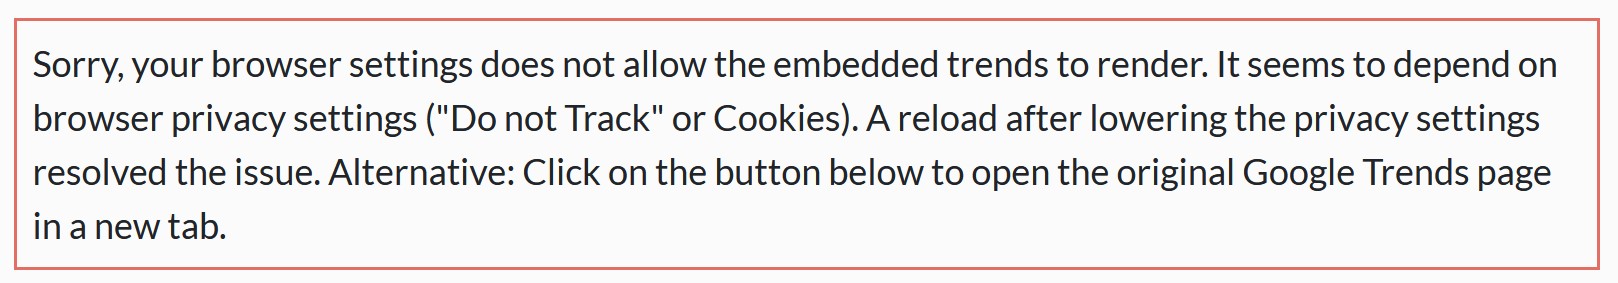 Sorry, your browser settings does not allow the embedded trends to render. It seems to depend on
browser privacy settings ("Do not Track" or Cookies). A reload after lowering the privacy settings
resolved the issue. Alternative: Click on the button below to open the original Google Trends page
in a new tab.